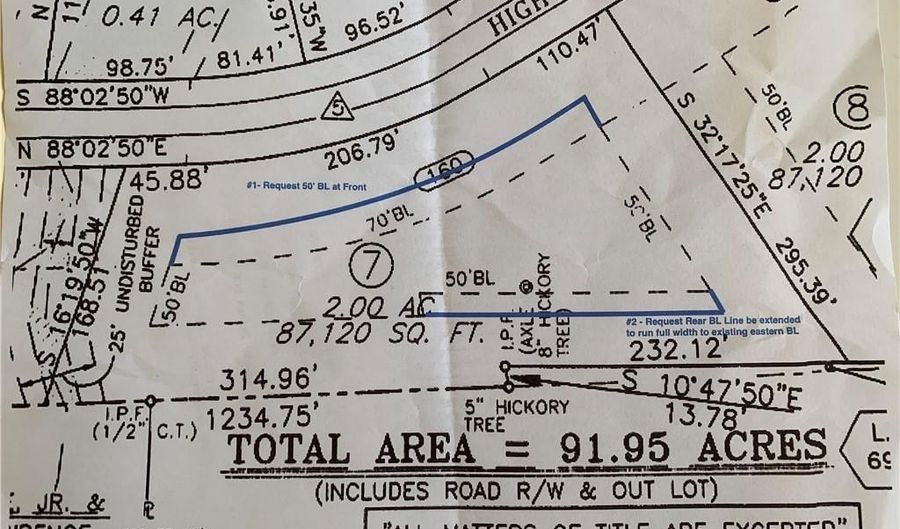 N
11
0.41 AC.
.91'
35"W
96.52'
HIGH
98.75'
81.41'
110.47'
S 88°02'50"W
5
50'BL
8
S 32°17'25"E
2.00
87,120
N 88°02'50"E
206.79'
45.88'
#1- Request 50' BL at Front
160
70'BL
50'BL
UNDISTURBED
BUFFER
25'
S 16°19'50"W
168.51'
50'BL
7
50'BL
295.39'
2.00 AC.
87,120 SQ. FT.
I.P.F.
(AXLE @
8" HICKORY
TREE)
#2 - Request Rear BL Line be extended
to run full width to existing eastern BL
232.12'
314.96'
S 10°47'50"E
13.78'
I.P.F.
(1/2" C.T.)
1234.75'
5" HICKORY
TREE
TOTAL AREA = 91.95 ACRES
L.
69
(INCLUDES ROAD R/W & OUT LOT)
JR. &
"ALL MATTERS OF TITLE ARE EXCEPTED"